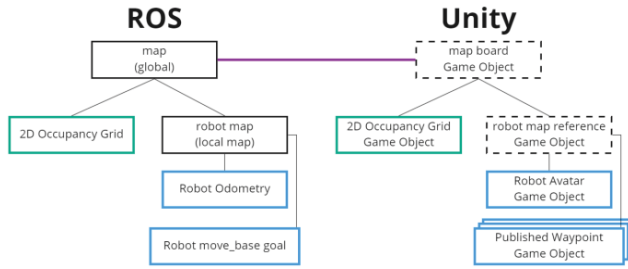 ROS
Unity
map
(global)
map board
Game Object
2D Occupancy Grid
robot map
(local map)
2D Occupancy Grid
Game Object
robot map reference
Game Object
Robot Odometry
Robot Avatar
Game Object
Robot move_base goal
Published Waypoint
Game Object